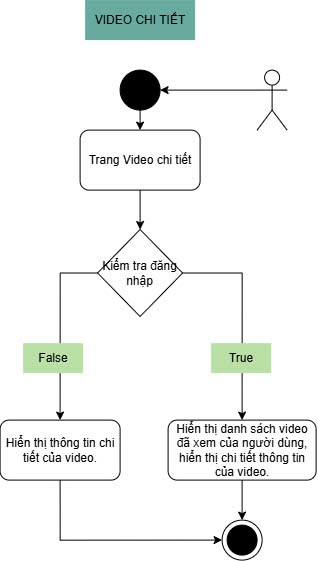 VIDEO CHI TIẾT
Trang Video chi tiết
Kiểm tra đăng
nhập
False
True
Hiển thị thông tin chi
tiết của video.
Hiển thị danh sách video
đã xem của người dùng,
hiển thị chi tiết thông tin
của video.